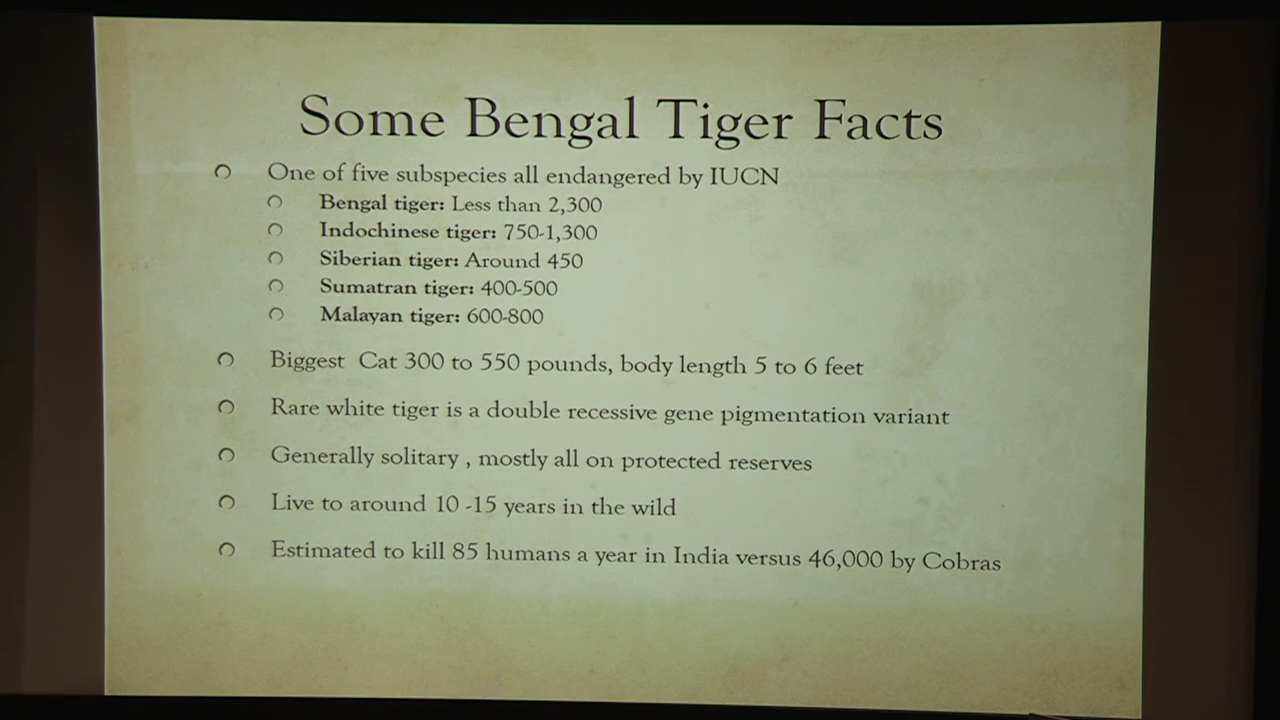 Some Bengal Tiger Facts
One of five subspecies all endangered by IUCN
Bengal tiger: Less than 2,300
Indochinese tiger: 750-1,300
Siberian tiger: Around 450
Sumatran tiger: 400-500
Malayan tiger: 600-800
Biggest Cat 300 to 550 pounds, body length 5 to 6 feet
Rare white tiger is a double recessive gene pigmentation variant
Generally solitary , mostly all on protected reserves
Live to around 10 -15 years in the wild
Estimated to kill 85 humans a year in India versus 46,000 by Cobras